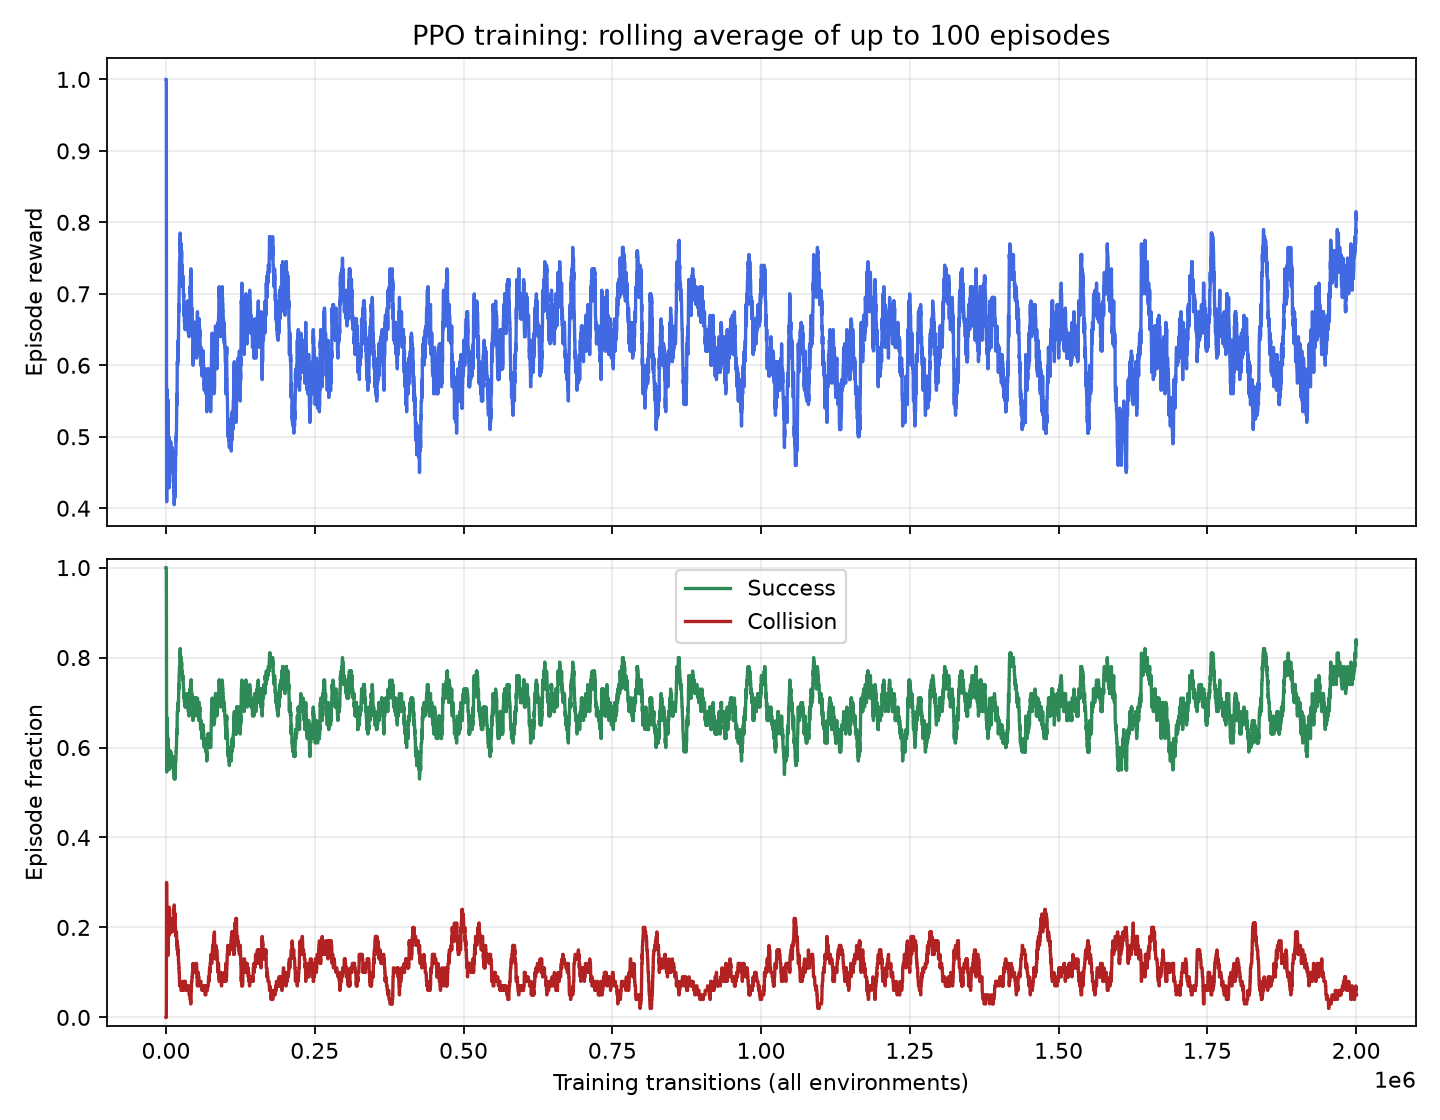 PPO training: rolling average of up to 100 episodes
1.0
0.9
0.8
0.7
0.6
0.5
0.4
Episode reward
1.0
0.8
0.6
0.4
0.2
0.0
Episode fraction
Success
Collision
0.00 0.25 0.50 0.75 1.00 1.25 1.50 1.75 2.00
1e6
Training transitions (all environments)